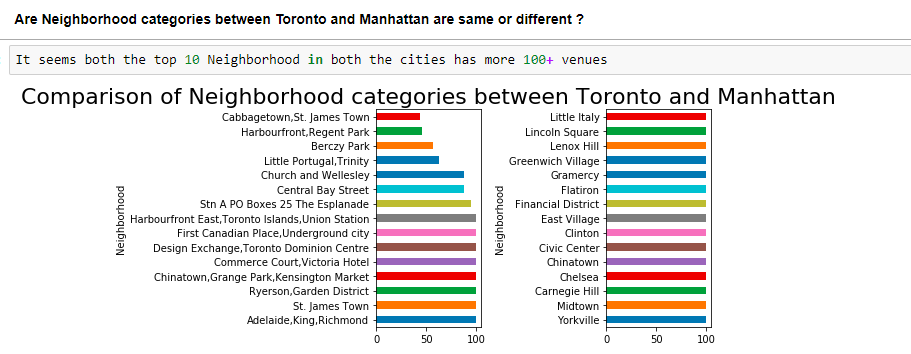 Are Neighborhood categories between Toronto and Manhattan are same or different ?
It seems both the top 10 Neighborhood in both the cities has more 100+ venues
Comparison of Neighborhood categories between Toronto and Manhattan
Neighborhood
Cabbagetown,St. James Town
Harbourfront,Regent Park
Berczy Park
Little Portugal,Trinity
Church and Wellesley
Central Bay Street
Stn A PO Boxes 25 The Esplanade
Harbourfront East,Toronto Islands,Union Station
First Canadian Place,Underground city
Design Exchange,Toronto Dominion Centre
Commerce Court,Victoria Hotel
Chinatown,Grange Park,Kensington Market
Ryerson,Garden District
St. James Town
Adelaide,King,Richmond
0 50 100
Neighborhood
Little Italy
Lincoln Square
Lenox Hill
Greenwich Village
Gramercy
Flatiron
Financial District
East Village
Clinton
Civic Center
Chinatown
Chelsea
Carnegie Hill
Midtown
Yorkville
0 50 100